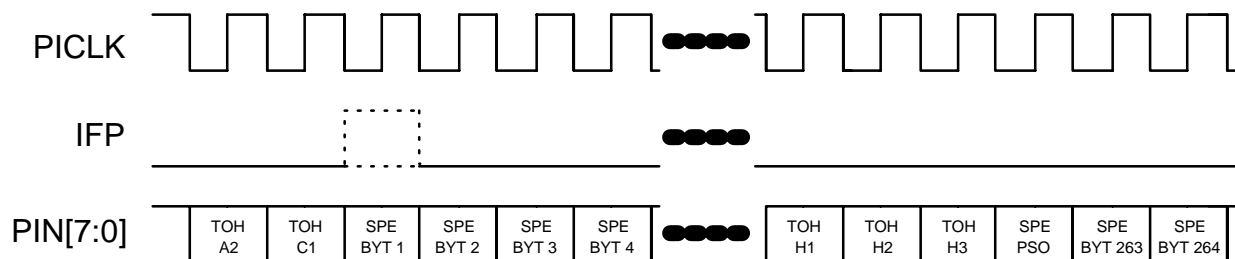 PICLK
IFP
PIN[7:0]
TOH
A2
TOH
C1
SPE
BYT 1
SPE
BYT 2
SPE
BYT 3
SPE
BYT 4
TOH
H1
TOH
H2
TOH
H3
SPE
PSO
SPE
BYT 263
SPE
BYT 264